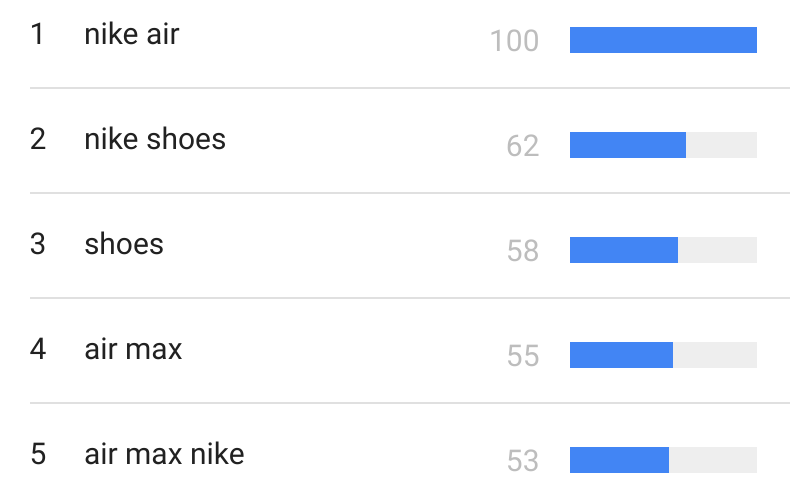 1 nike air 100
2 nike shoes 62
3 shoes 58
4 air max 55
5 air max nike 53